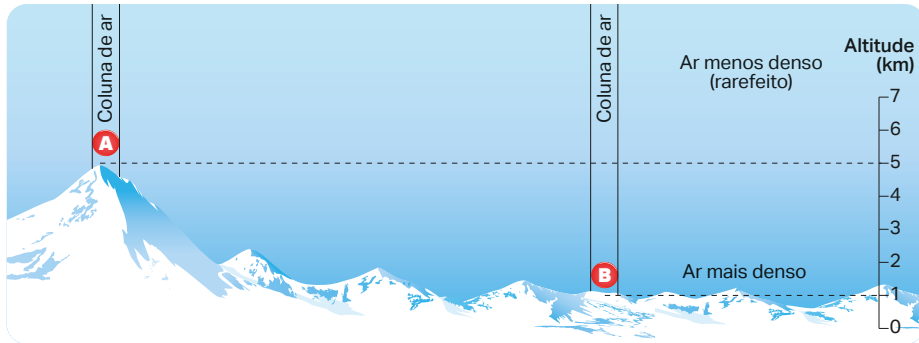 Coluna de ar
A
Coluna de ar
B
Ar menos denso
(rarefeito)
Ar mais denso
Altitude
(km)
7
6
5
4
3
2
1
0